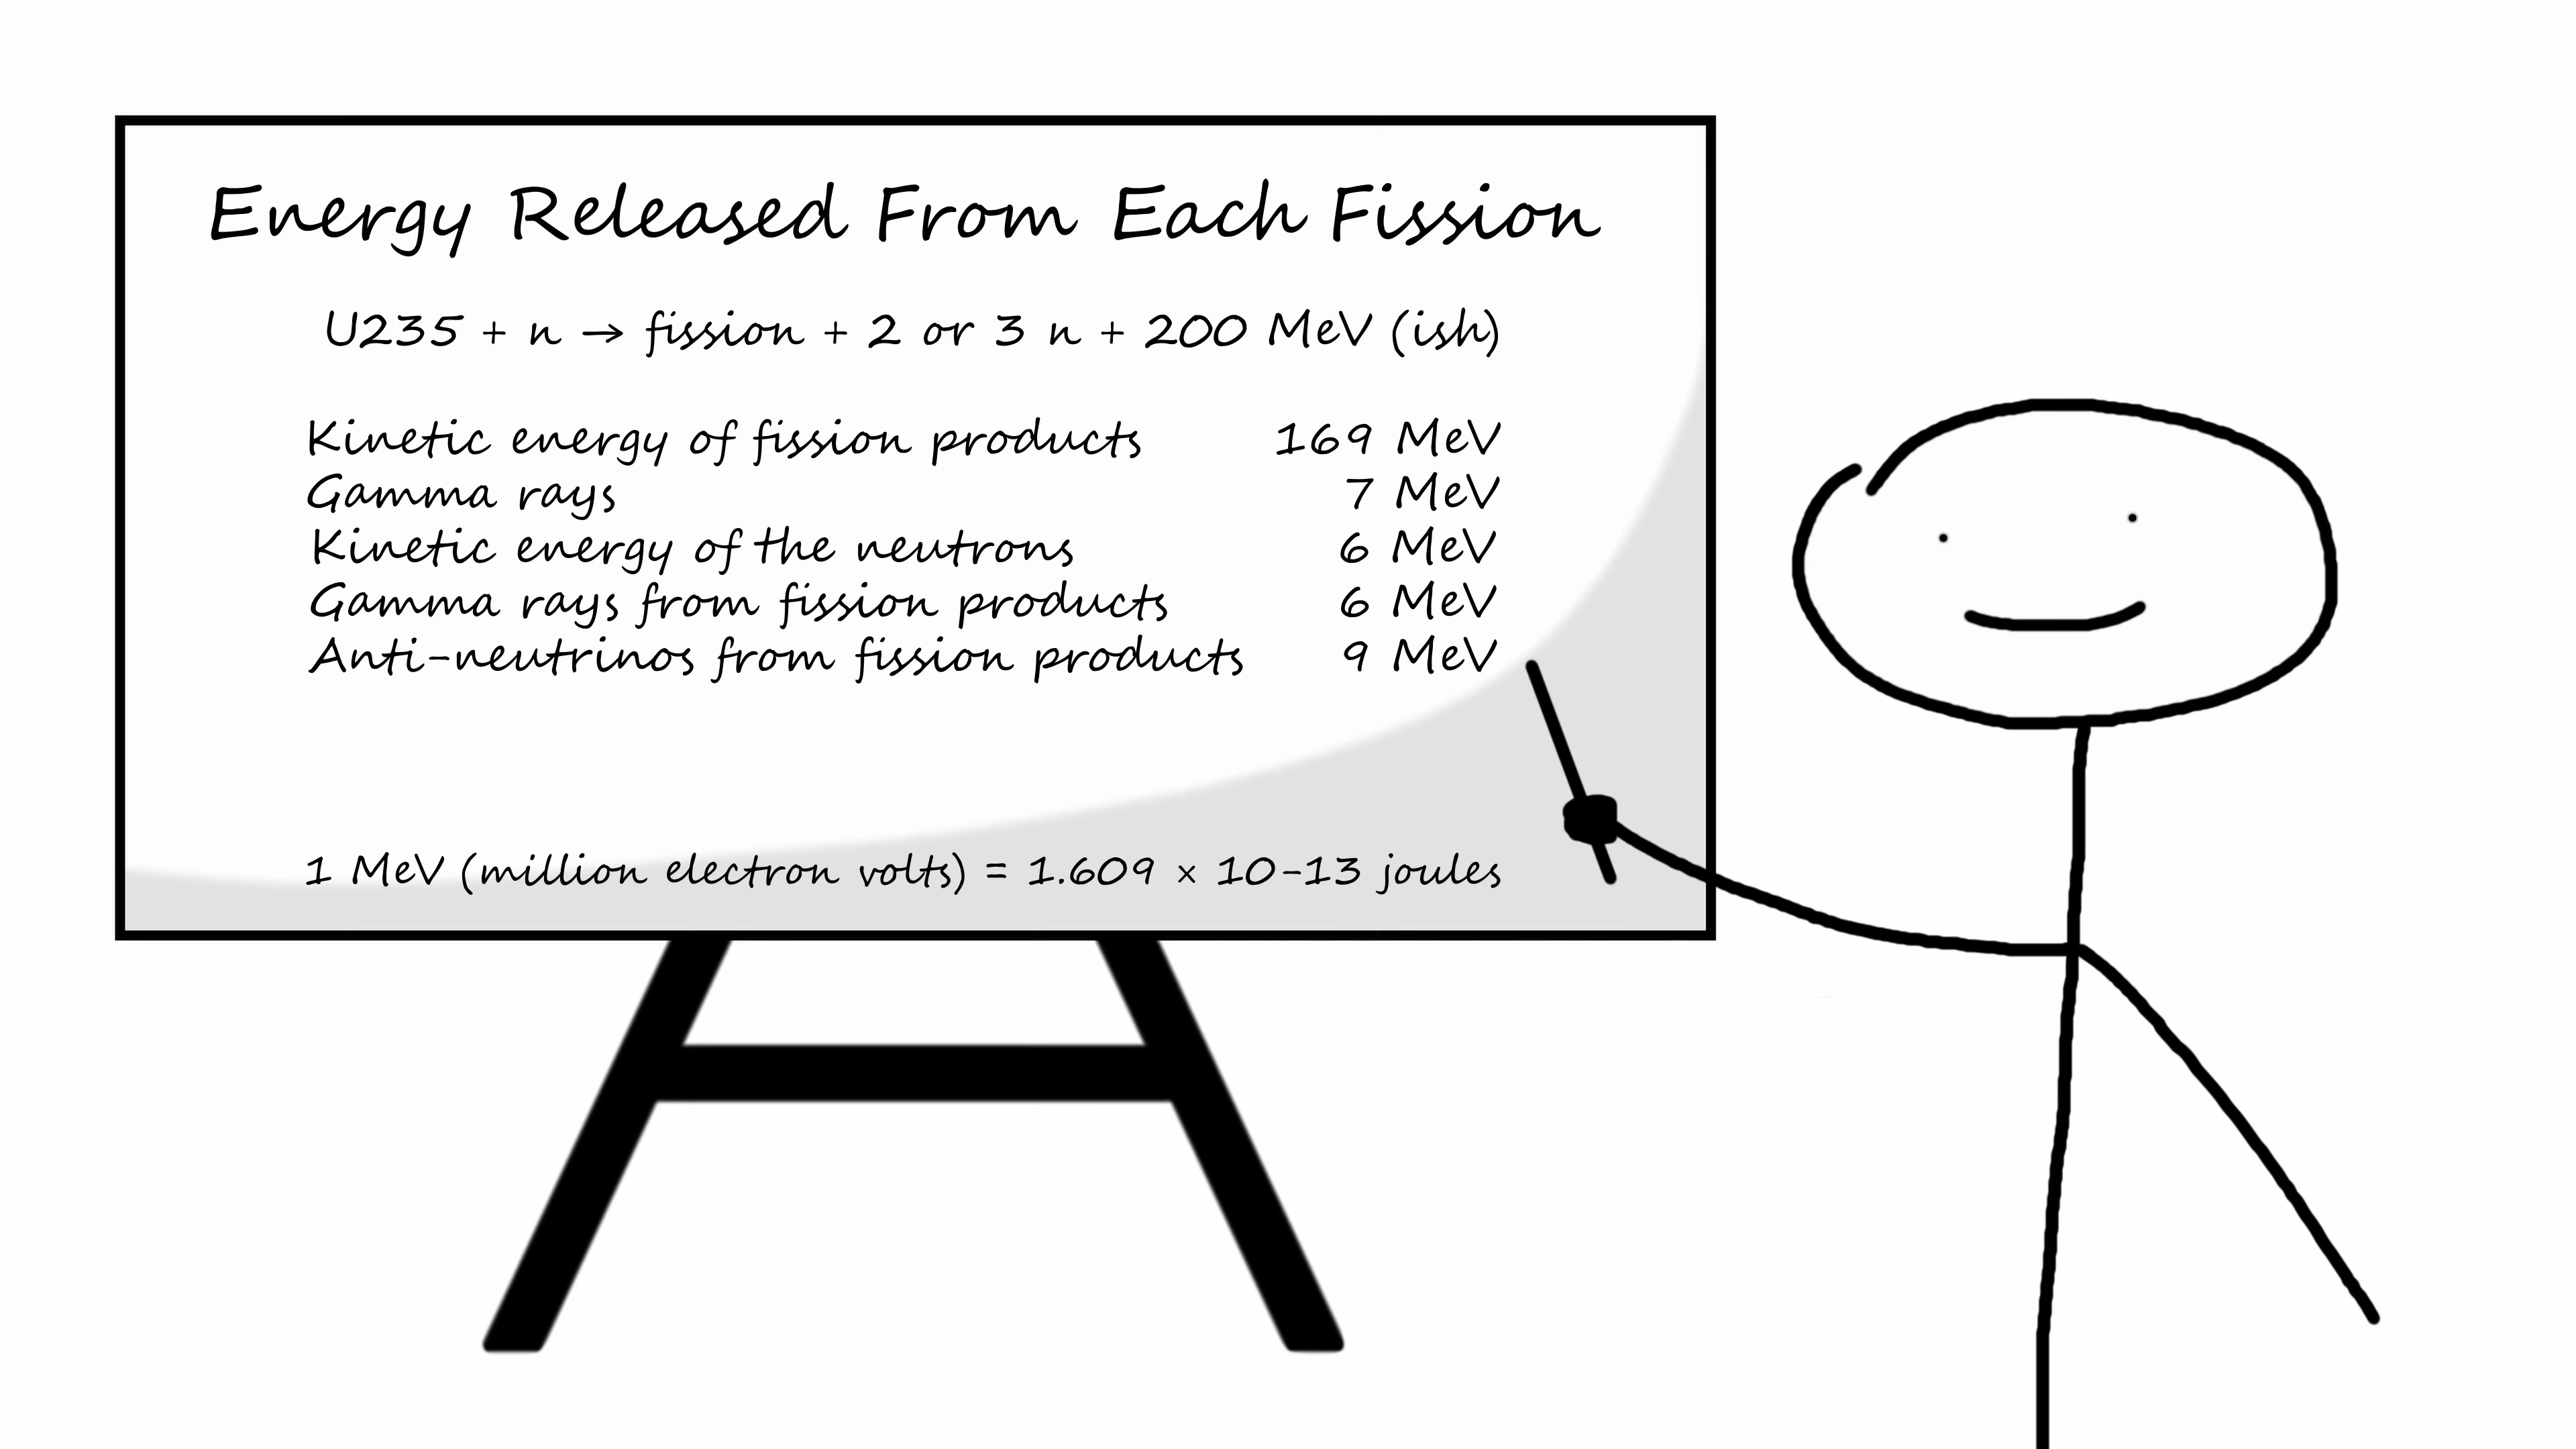 Energy Released From Each Fission
U235 + n → fission + 2 or 3 n + 200 MeV (ish)
Kinetic energy of fission products 169 MeV
Gamma rays 7 MeV
Kinetic energy of the neutrons 6 MeV
Gamma rays from fission products 6 MeV
Anti-neutrinos from fission products 9 MeV
1 MeV (million electron volts) = 1.609 × 10-13 joules